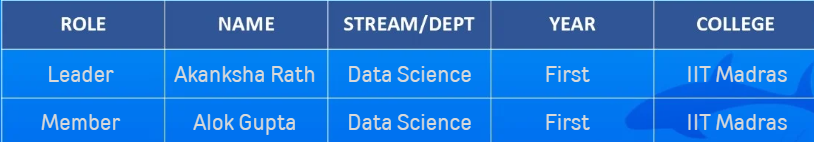 ROLE NAME STREAM/DEPT YEAR COLLEGE
Leader Akanksha Rath Data Science First IIT Madras
Member Alok Gupta Data Science First IIT Madras